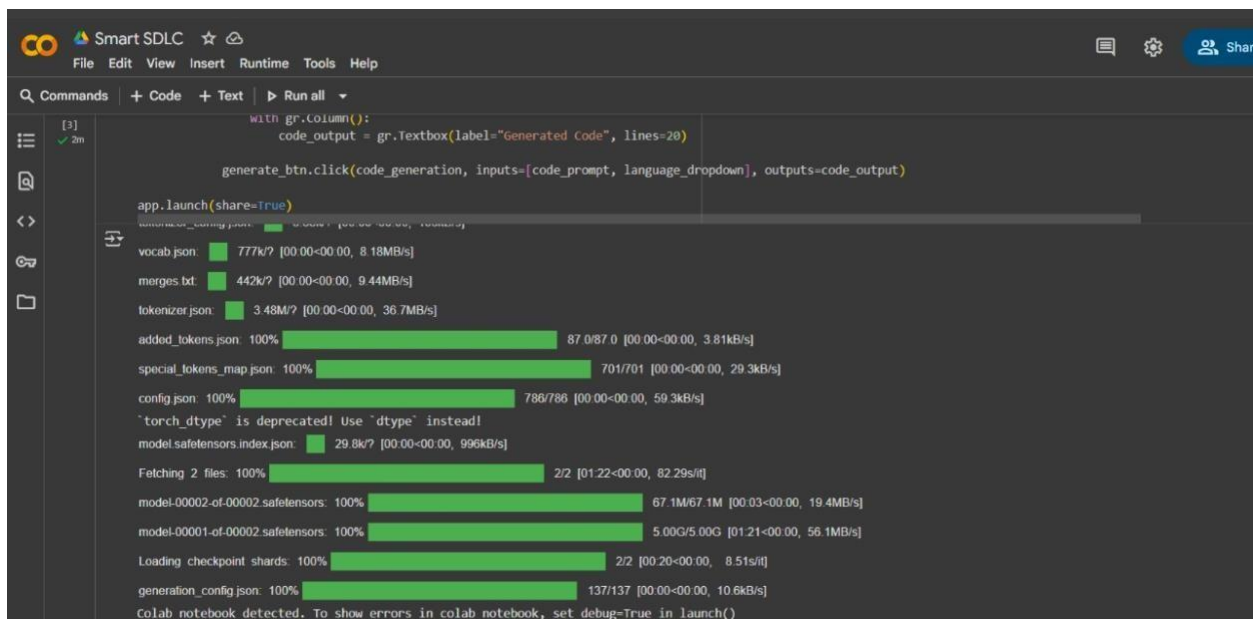 Smart SDLC
File Edit View Insert Runtime Tools Help
Shar
Commands + Code + Text Run all
[3]
2m
with gr.Column():
code_output = gr.Textbox(label="Generated Code", lines=20)
generate_btn.click(code_generation, inputs=[code_prompt, language_dropdown], outputs=code_output)
app.launch(share=True)
tokenizer_config.json:
vocab.json: 777k/? [00:00<00:00, 8.18MB/s]
merges.txt: 442k/? [00:00<00:00, 9.44MB/s]
tokenizer.json: 3.48M/? [00:00<00:00, 36.7MB/s]
added_tokens.json: 100% 87.0/87.0 [00:00<00:00, 3.81kB/s]
special_tokens_map.json: 100% 701/701 [00:00<00:00, 29.3kB/s]
config.json: 100% 786/786 [00:00<00:00, 59.3kB/s]
`torch_dtype` is deprecated! Use `dtype` instead!
model.safetensors.index.json: 29.8k/? [00:00<00:00, 996kB/s]
Fetching 2 files: 100% 2/2 [01:22<00:00, 82.29s/it]
model-00002-of-00002.safetensors: 100% 67.1M/67.1M [00:03<00:00, 19.4MB/s]
model-00001-of-00002.safetensors: 100% 5.00G/5.00G [01:21<00:00, 56.1MB/s]
Loading checkpoint shards: 100% 2/2 [00:20<00:00, 8.51s/it]
generation_config.json: 100% 137/137 [00:00<00:00, 10.6kB/s]
Colab notebook detected. To show errors in colab notebook, set debug=True in launch()